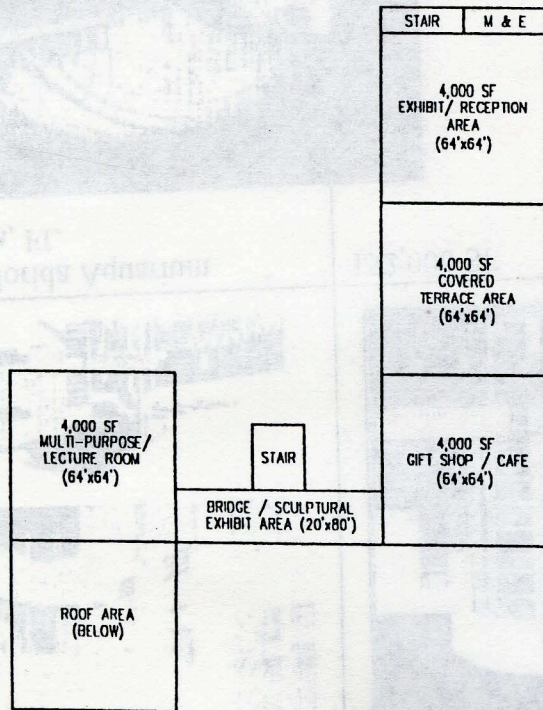 STAIR
M & E
4,000 SF
EXHIBIT/ RECEPTION
AREA
(64'x64')
4,000 SF
COVERED
TERRACE AREA
(64'x64')
4,000 SF
MULTI-PURPOSE/
LECTURE ROOM
(64'x64')
STAIR
4,000 SF
GIFT SHOP / CAFE
(64'x64')
BRIDGE / SCULPTURAL
EXHIBIT AREA (20'x80')
ROOF AREA
(BELOW)